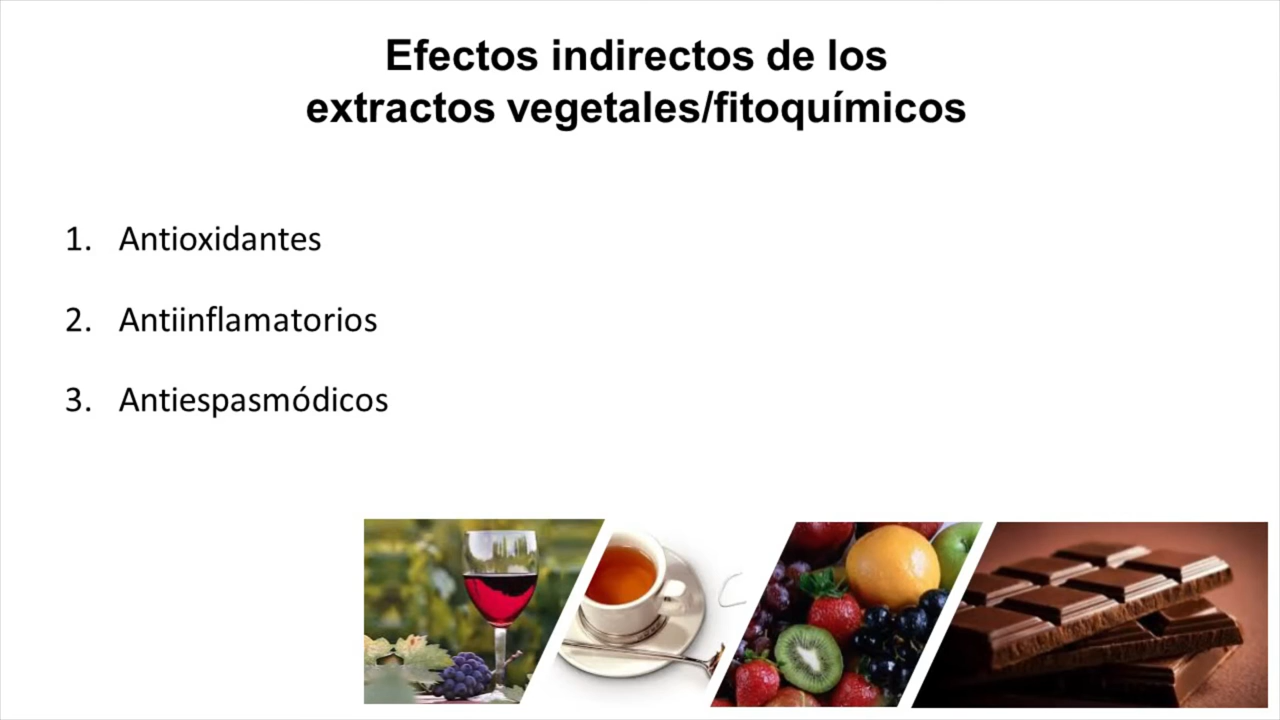 Efectos indirectos de los
extractos vegetales/fitoquímicos
1. Antioxidantes
2. Antiinflamatorios
3. Antiespasmódicos